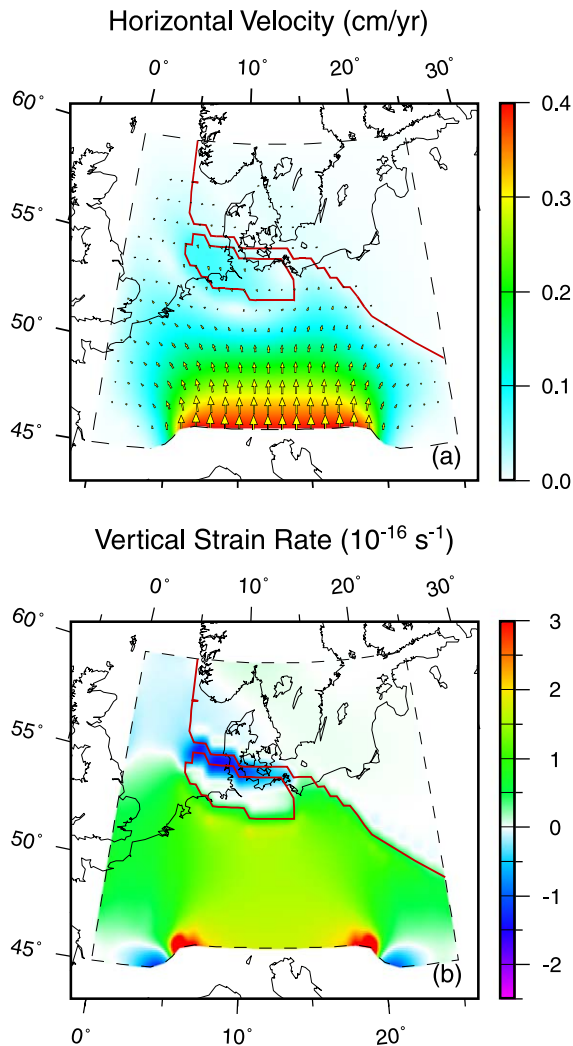 Horizontal Velocity (cm/yr)
0° 10° 20° 30°
60°
55°
50°
45°
0.4
0.3
0.2
0.1
0.0
(a)
Vertical Strain Rate (10⁻¹⁶ s⁻¹)
0° 10° 20° 30°
60°
55°
50°
45°
3
2
1
0
-1
-2
(b)
0° 10° 20°